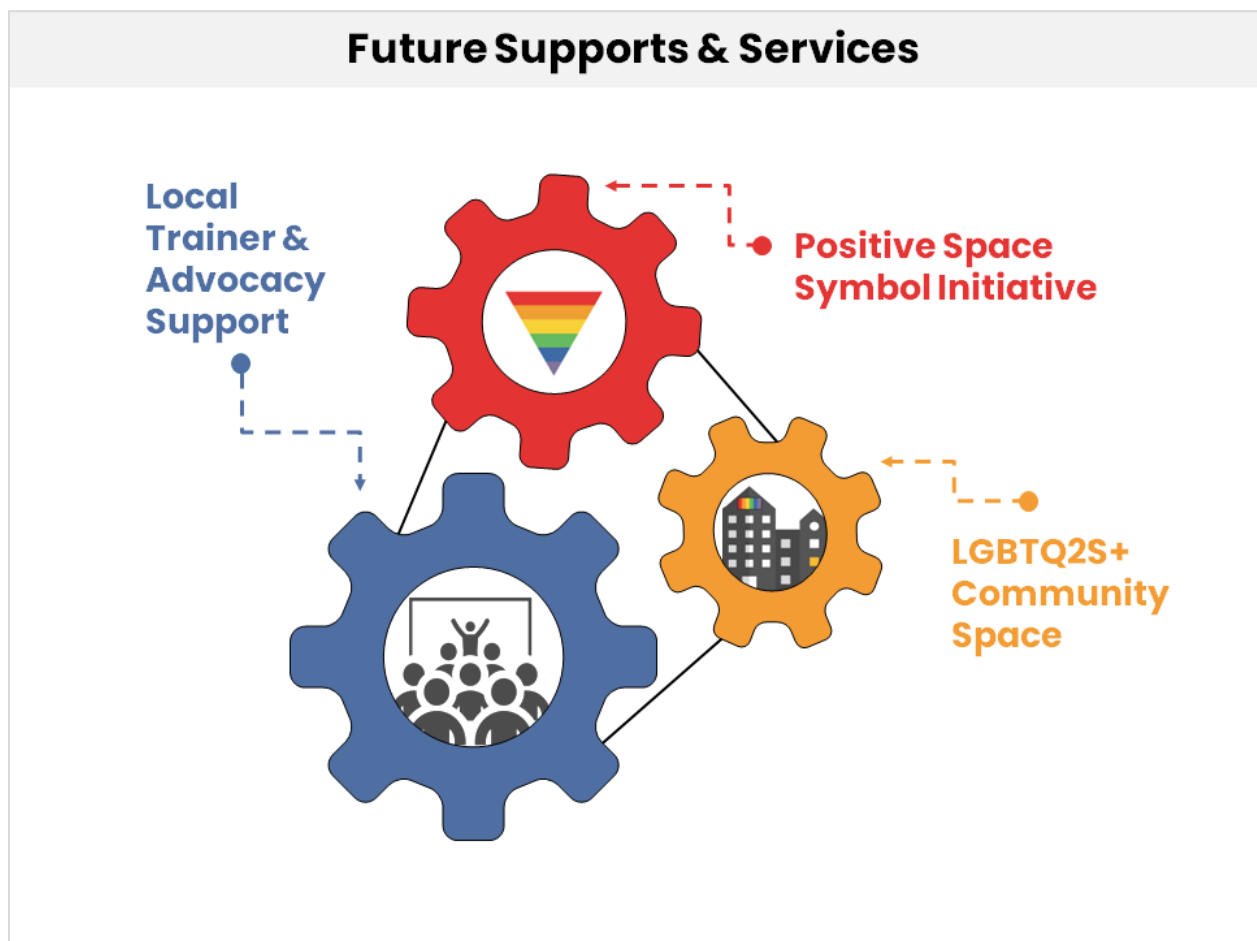 Future Supports & Services
Local
Trainer &
Advocacy
Support
Positive Space
Symbol Initiative
LGBTQ2S+
Community
Space